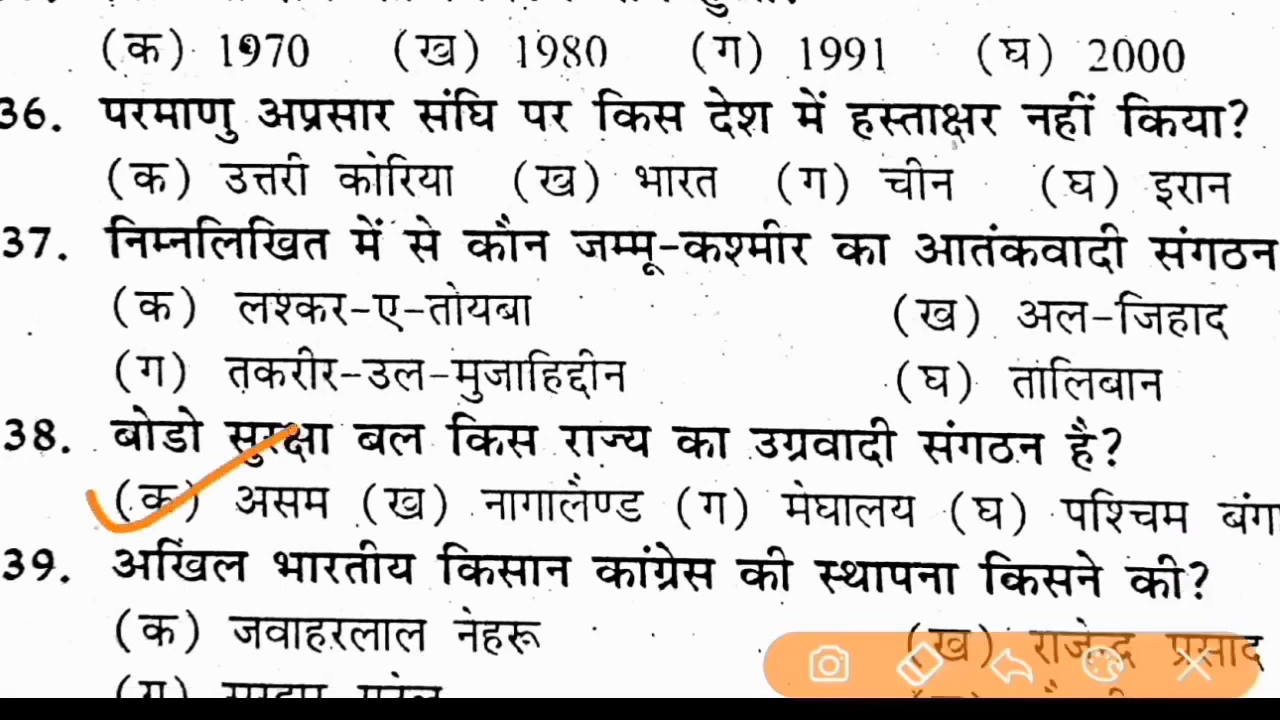 (क) 1970 (ख) 1980 (ग) 1991 (घ) 2000
36. परमाणु अप्रसार संघि पर किस देश में हस्ताक्षर नहीं किया?
(क) उत्तरी कोरिया (ख) भारत (ग) चीन (घ) इरान
37. निम्नलिखित में से कौन जम्मू-कश्मीर का आतंकवादी संगठन
(क) लश्कर-ए-तोयबा (ख) अल-जिहाद
(ग) तकरीर-उल-मुजाहिद्दीन (घ) तालिबान
38. बोडो सुरक्षा बल किस राज्य का उग्रवादी संगठन है?
(क) असम (ख) नागालैण्ड (ग) मेघालय (घ) पश्चिम बंगा
39. अखिल भारतीय किसान कांग्रेस की स्थापना किसने की?
(क) जवाहरलाल नेहरू (ख) राजेन्द्र प्रसाद